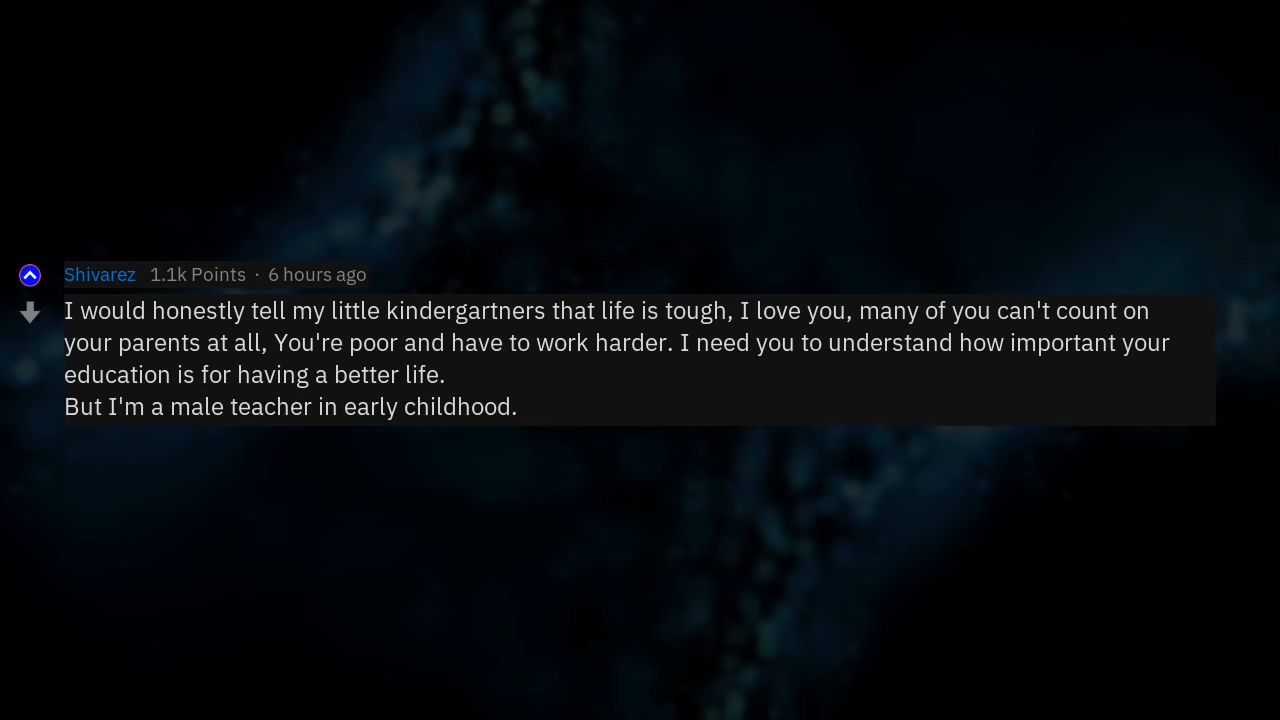 Shivarez 1.1k Points · 6 hours ago
I would honestly tell my little kindergartners that life is tough, I love you, many of you can't count on
your parents at all, You're poor and have to work harder. I need you to understand how important your
education is for having a better life.
But I'm a male teacher in early childhood.